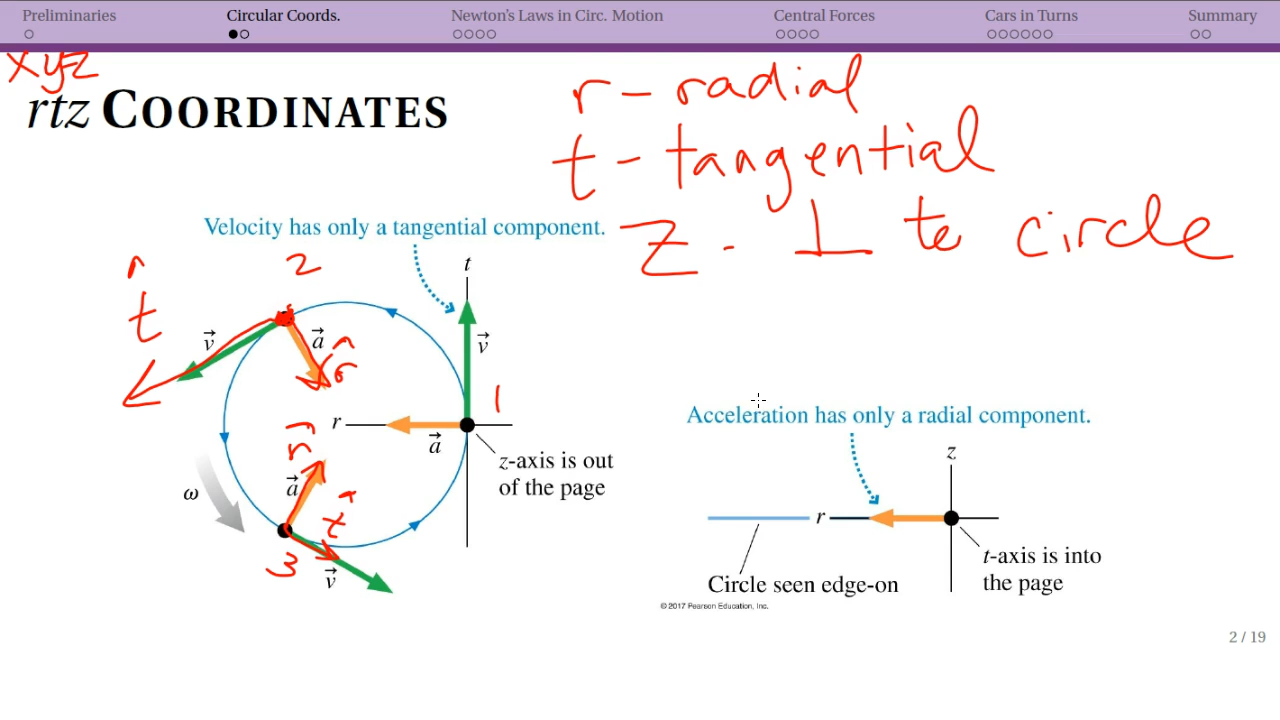 Preliminaries
Circular Coords.
Newton's Laws in Circ. Motion
Central Forces
Cars in Turns
Summary
xyz
rtz COORDINATES
r - radial
t - tangential
z - ⊥ to circle
Velocity has only a tangential component.
t
2
t̂
v⃗
a⃗
r̂
v⃗
1
r
a⃗
r̂
z-axis is out
of the page
a⃗
ω
t̂
3
v⃗
Acceleration has only a radial component.
z
r
t-axis is into
the page
Circle seen edge-on
© 2017 Pearson Education, Inc.
2 / 19